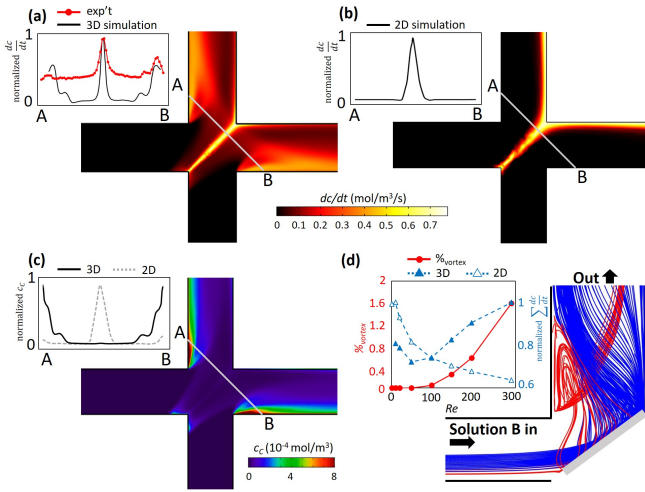 (a)
exp't
3D simulation
normalized dc/dt
1
0
A
B
A
B
(b)
2D simulation
normalized dc/dt
1
0
A
B
A
B
dc/dt (mol/m³/s)
0 0.1 0.2 0.3 0.4 0.5 0.6 0.7
(c)
3D 2D
normalized c_C
1
0
A
B
A
B
c_C (10⁻⁴ mol/m³)
0 4 8
(d)
%vortex
3D 2D
%vortex
2
1.6
1.2
0.8
0.4
0
1
0.8
0.6
normalized ∑ dc/dt
0 100 200 300
Re
Out
Solution B in